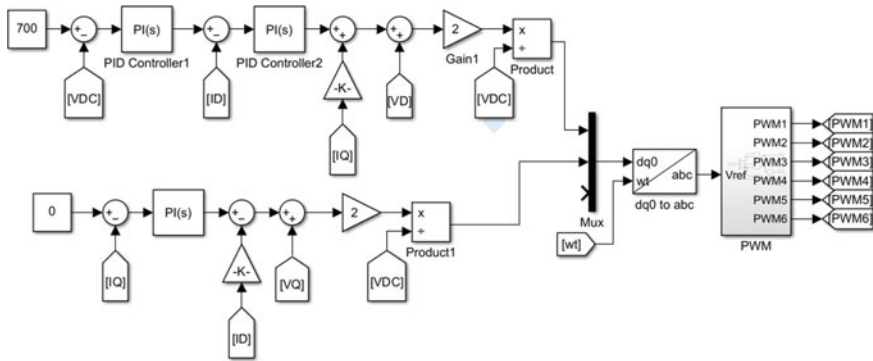 700
+
−
PI(s)
PID Controller1
+
−
PI(s)
PID Controller2
+
+
+
+
2
Gain1
x
÷
Product
[VDC]
[ID]
-K-
[IQ]
[VD]
[VDC]
0
+
−
PI(s)
+
−
+
+
2
x
÷
Product1
[IQ]
-K-
[ID]
[VQ]
[VDC]
Mux
[wt]
dq0
wt
abc
dq0 to abc
Vref
PWM1
PWM2
PWM3
PWM4
PWM5
PWM6
PWM
[PWM1]
[PWM2]
[PWM3]
[PWM4]
[PWM5]
[PWM6]